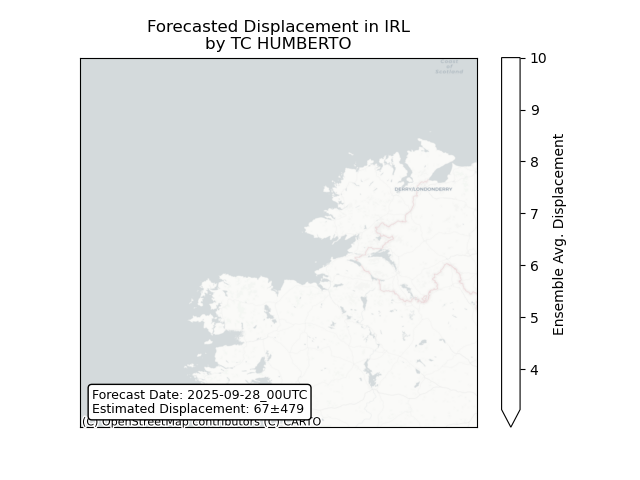 Forecasted Displacement in IRL
by TC HUMBERTO
Coast
of
Scotland
DERRY/LONDONDERRY
10
9
8
7
6
5
4
Ensemble Avg. Displacement
Forecast Date: 2025-09-28_00UTC
Estimated Displacement: 67±479
(C) OpenStreetMap contributors (C) CARTO